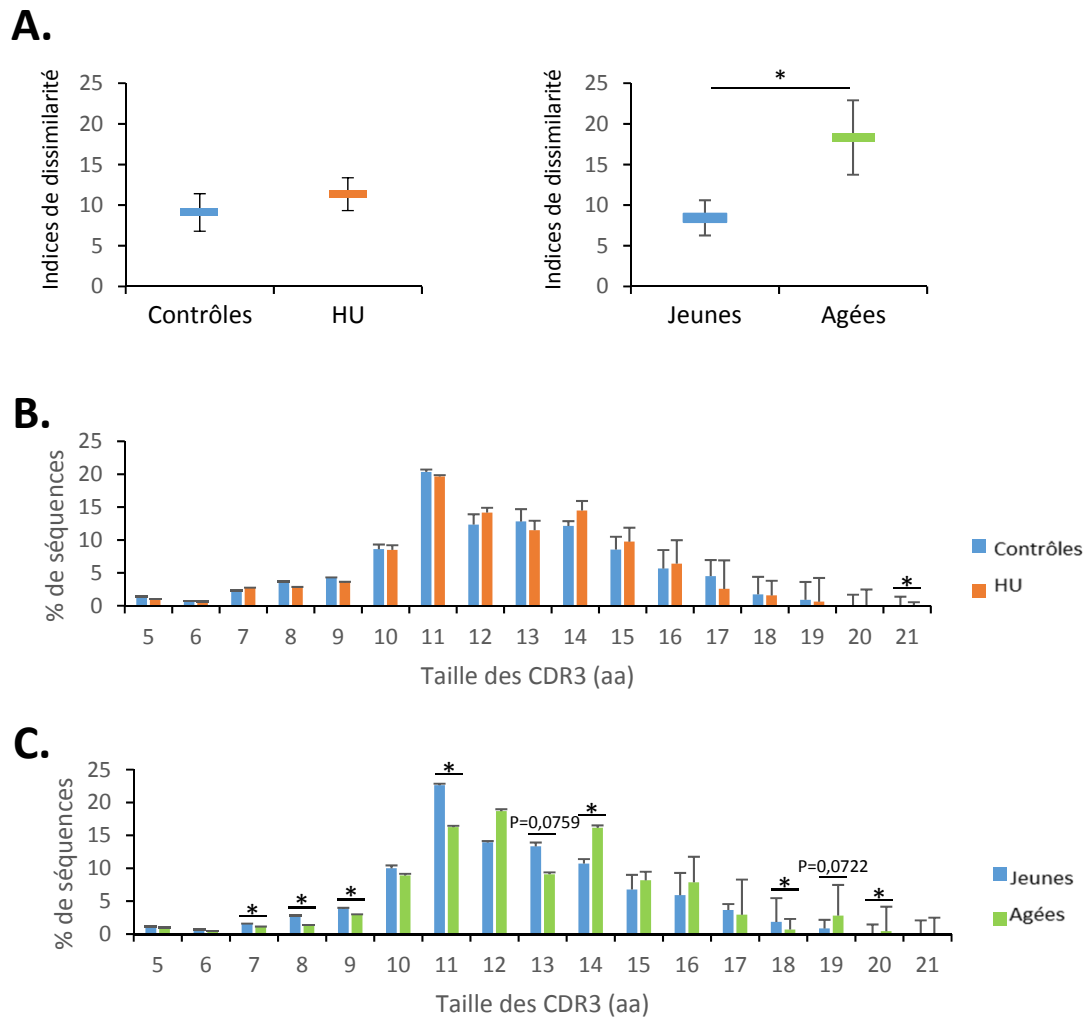 A.
Indices de dissimilarité
25
20
15
10
5
0
Contrôles HU
Indices de dissimilarité
25
20
15
10
5
0
*
Jeunes Agées
B.
% de séquences
25
20
15
10
5
0
*
5 6 7 8 9 10 11 12 13 14 15 16 17 18 19 20 21
Taille des CDR3 (aa)
Contrôles
HU
C.
% de séquences
25
20
15
10
5
0
* * * * P=0,0759 * * P=0,0722 *
5 6 7 8 9 10 11 12 13 14 15 16 17 18 19 20 21
Taille des CDR3 (aa)
Jeunes
Agées